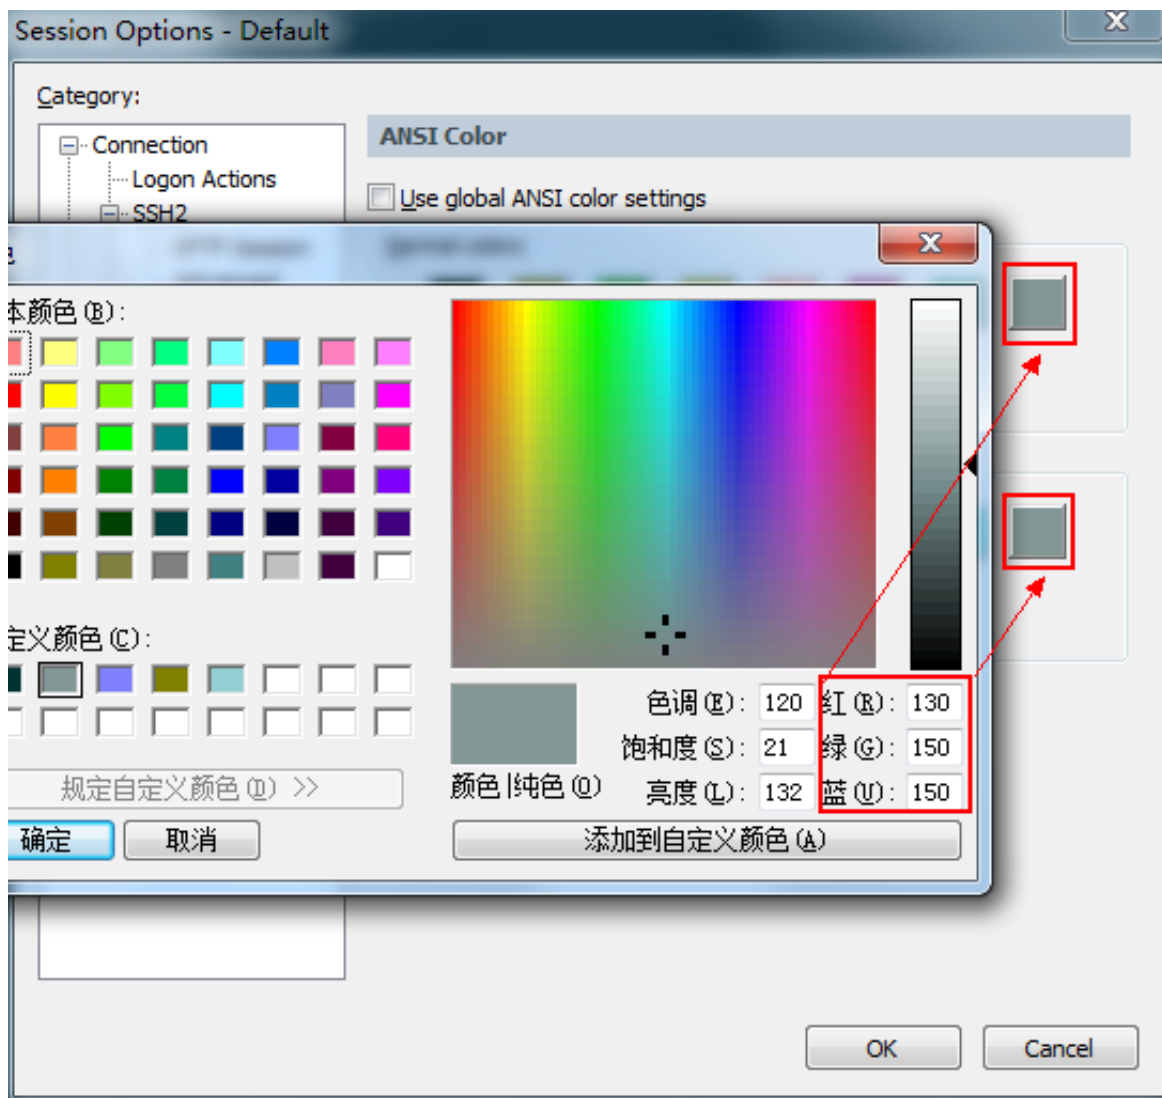 Session Options - Default
Category:
Connection
Logon Actions
SSH2
ANSI Color
Use global ANSI color settings
本颜色(B):
定义颜色(C):
规定自定义颜色(D) >>
确定
取消
颜色|纯色(O)
色调(E): 120
饱和度(S): 21
亮度(L): 132
红(R): 130
绿(G): 150
蓝(U): 150
添加到自定义颜色(A)
OK
Cancel